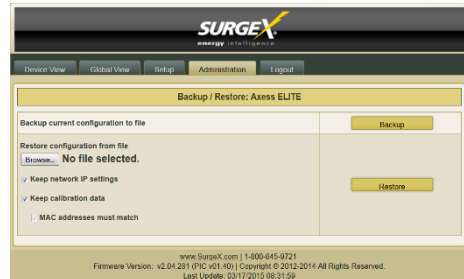 SURGEX
energy intelligence
Device View Global View Setup Administration Logout
Backup / Restore: Axess ELITE
Backup current configuration to file
Backup
Restore configuration from file
Browse... No file selected.
Keep network IP settings
Restore
Keep calibration data
MAC addresses must match
www.SurgeX.com | 1-800-645-9721
Firmware Version: v2.04.281 (PIC v01.40) | Copyright © 2012-2014 All Rights Reserved.
Last Update: 03/17/2015 08:31:59